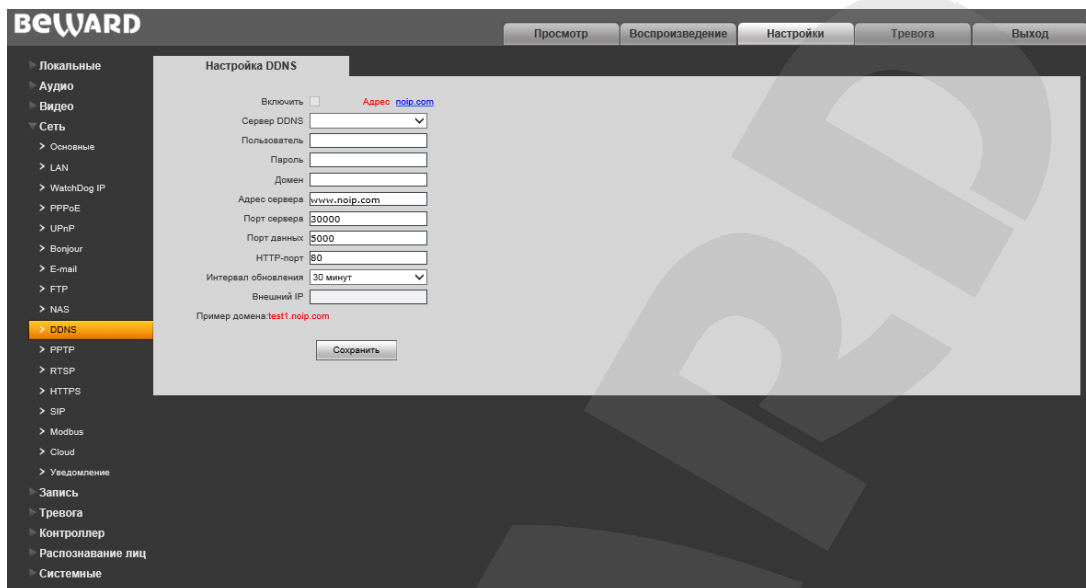 BEWARD
Просмотр Воспроизведение Настройки Тревога Выход
Локальные
Аудио
Видео
Сеть
Основные
LAN
WatchDog IP
PPPoE
UPnP
Bonjour
E-mail
FTP
NAS
DDNS
PPTP
RTSP
HTTPS
SIP
Modbus
Cloud
Уведомление
Запись
Тревога
Контроллер
Распознавание лиц
Системные
Настройка DDNS
Включить Адрес noip.com
Сервер DDNS
Пользователь
Пароль
Домен
Адрес сервера www.noip.com
Порт сервера 30000
Порт данных 5000
HTTP-порт 80
Интервал обновления 30 минут
Внешний IP
Пример домена:test1.noip.com
Сохранить